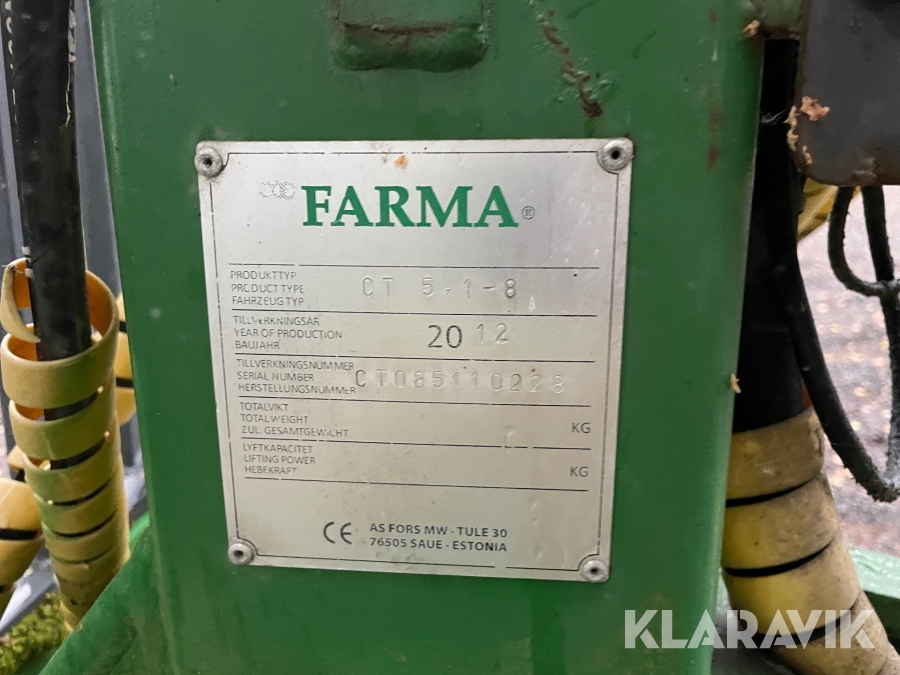 FARMA®
PRODUKTTYP
PRODUCT TYPE CT 5.1-8
FAHRZEUG TYP
TILLVERKNINGSÅR
YEAR OF PRODUCTION 2012
BAUJAHR
TILLVERKNINGSNUMMER
SERIAL NUMBER CT085110223
HERSTELLUNGSNUMMER
TOTALVIKT
TOTAL WEIGHT
ZUL. GESAMTGEWICHT KG
LYFTKAPACITET
LIFTING POWER
HEBEKRAFT KG
CE AS FORS MW - TULE 30
76505 SAUE - ESTONIA
KLARAVIK